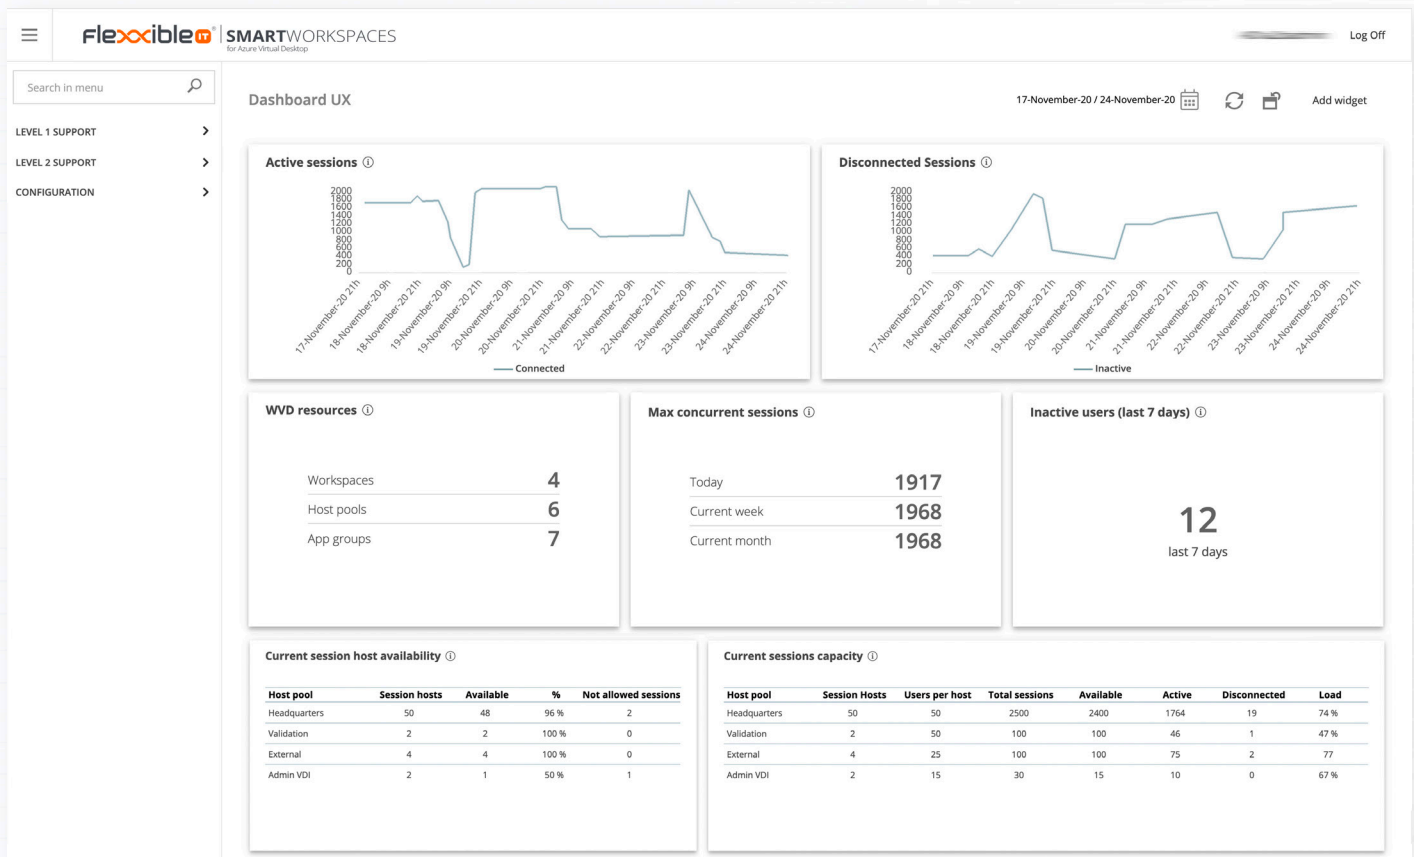 Flexxible IT® SMARTWORKSPACES
for Azure Virtual Desktop
Log Off
Search in menu
LEVEL 1 SUPPORT
LEVEL 2 SUPPORT
CONFIGURATION
Dashboard UX
17-November-20 / 24-November-20
Add widget
Active sessions
2000
1800
1600
1400
1200
1000
800
600
400
200
0
17-November-20 21h
18-November-20 9h
18-November-20 21h
19-November-20 9h
19-November-20 21h
20-November-20 9h
20-November-20 21h
21-November-20 9h
21-November-20 21h
22-November-20 9h
22-November-20 21h
23-November-20 9h
23-November-20 21h
24-November-20 9h
24-November-20 21h
Connected
Disconnected Sessions
2000
1800
1600
1400
1200
1000
800
600
400
200
0
17-November-20 21h
18-November-20 9h
18-November-20 21h
19-November-20 9h
19-November-20 21h
20-November-20 9h
20-November-20 21h
21-November-20 9h
21-November-20 21h
22-November-20 9h
22-November-20 21h
23-November-20 9h
23-November-20 21h
24-November-20 9h
24-November-20 21h
Inactive
WVD resources
Workspaces 4
Host pools 6
App groups 7
Max concurrent sessions
Today 1917
Current week 1968
Current month 1968
Inactive users (last 7 days)
12
last 7 days
Current session host availability
Host pool Session hosts Available % Not allowed sessions
Headquarters 50 48 96 % 2
Validation 2 2 100 % 0
External 4 4 100 % 0
Admin VDI 2 1 50 % 1
Current sessions capacity
Host pool Session Hosts Users per host Total sessions Available Active Disconnected Load
Headquarters 50 50 2500 2400 1764 19 74 %
Validation 2 50 100 100 46 1 47 %
External 4 25 100 100 75 2 77
Admin VDI 2 15 30 15 10 0 67 %